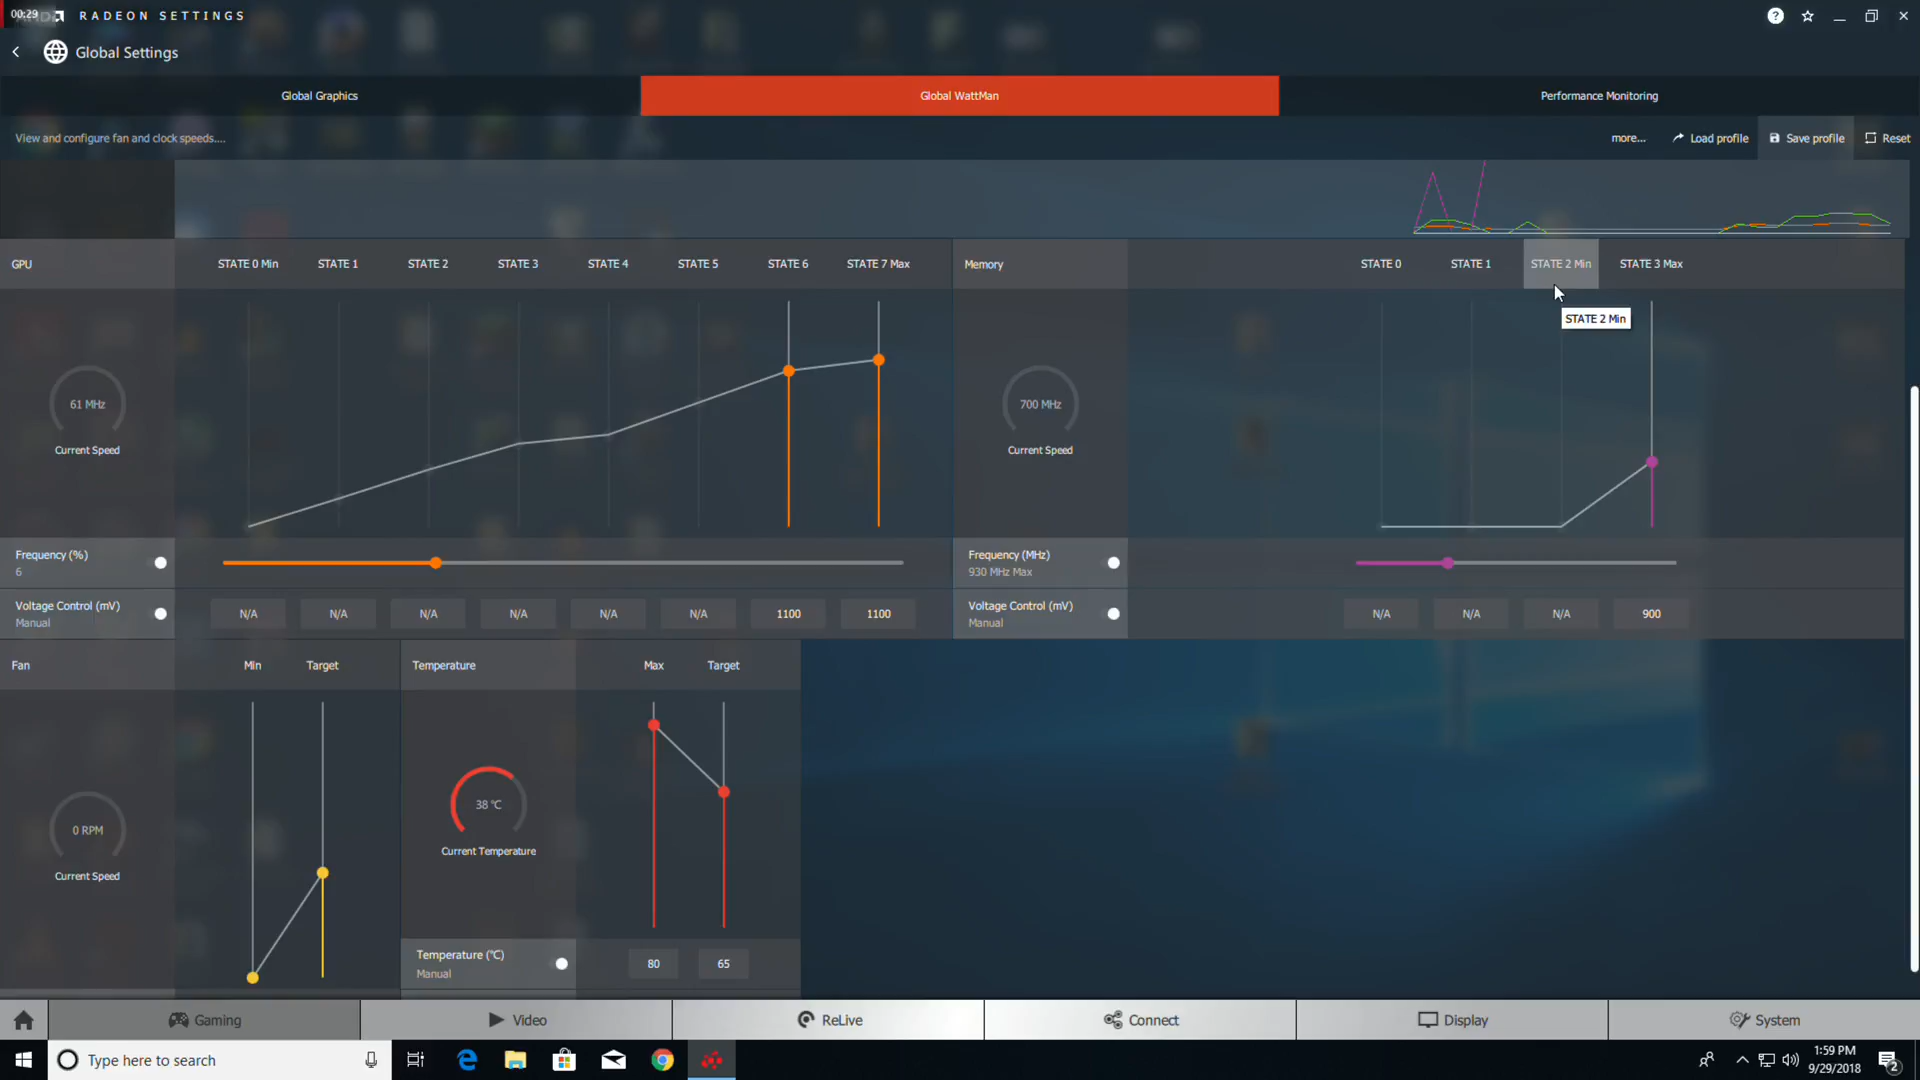 00:29
RADEON SETTINGS
?
Global Settings
Global Graphics
Global WattMan
Performance Monitoring
View and configure fan and clock speeds....
more...
Load profile
Save profile
Reset
GPU
STATE 0 Min
STATE 1
STATE 2
STATE 3
STATE 4
STATE 5
STATE 6
STATE 7 Max
Memory
STATE 0
STATE 1
STATE 2 Min
STATE 3 Max
STATE 2 Min
61 MHz
Current Speed
700 MHz
Current Speed
Frequency (%)
6
Frequency (MHz)
930 MHz Max
Voltage Control (mV)
Manual
N/A
N/A
N/A
N/A
N/A
N/A
1100
1100
Voltage Control (mV)
Manual
N/A
N/A
N/A
900
Fan
Min
Target
Temperature
Max
Target
0 RPM
Current Speed
38 °C
Current Temperature
Temperature (°C)
Manual
80
65
Gaming
Video
ReLive
Connect
Display
System
Type here to search
1:59 PM
9/29/2018
2